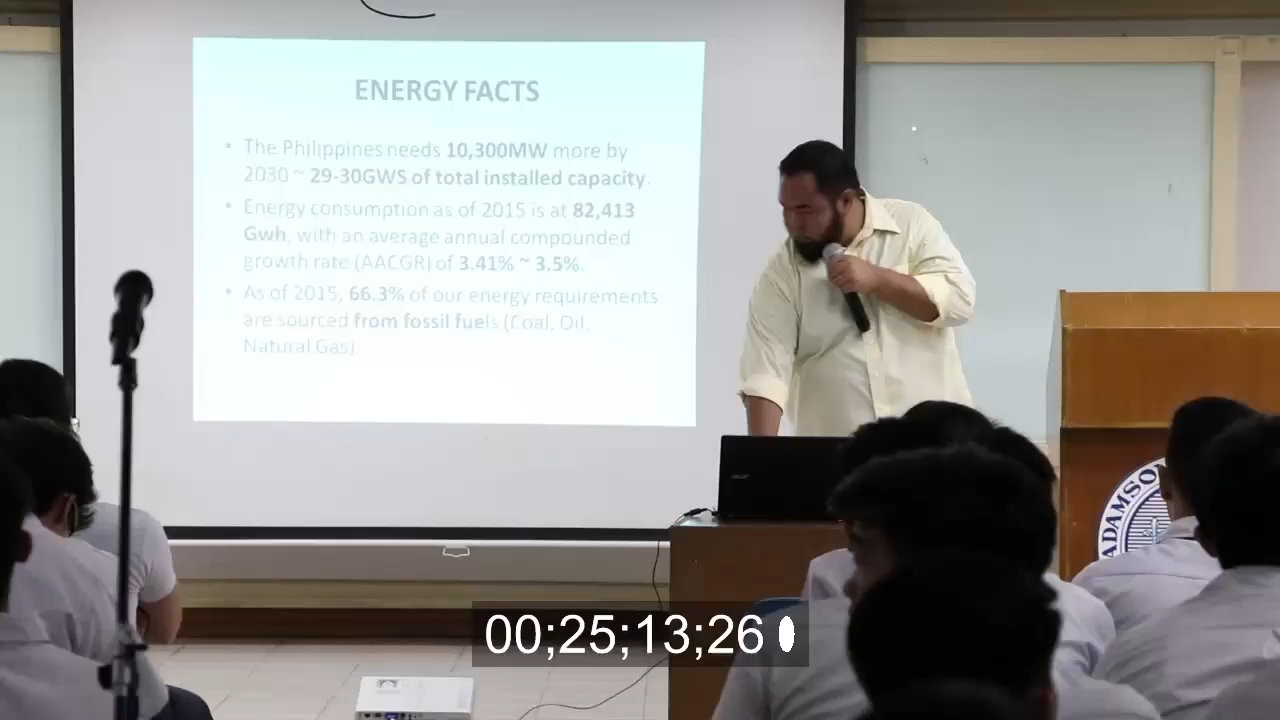 ENERGY FACTS
• The Philippines needs 10,300MW more by
2030 ~ 29-30GWS of total installed capacity.
• Energy consumption as of 2015 is at 82,413
Gwh, with an average annual compounded
growth rate (AACGR) of 3.41% ~ 3.5%.
• As of 2015, 66.3% of our energy requirements
are sourced from fossil fuels (Coal, Oil,
Natural Gas).
acer
ADAMSO
00;25;13;26